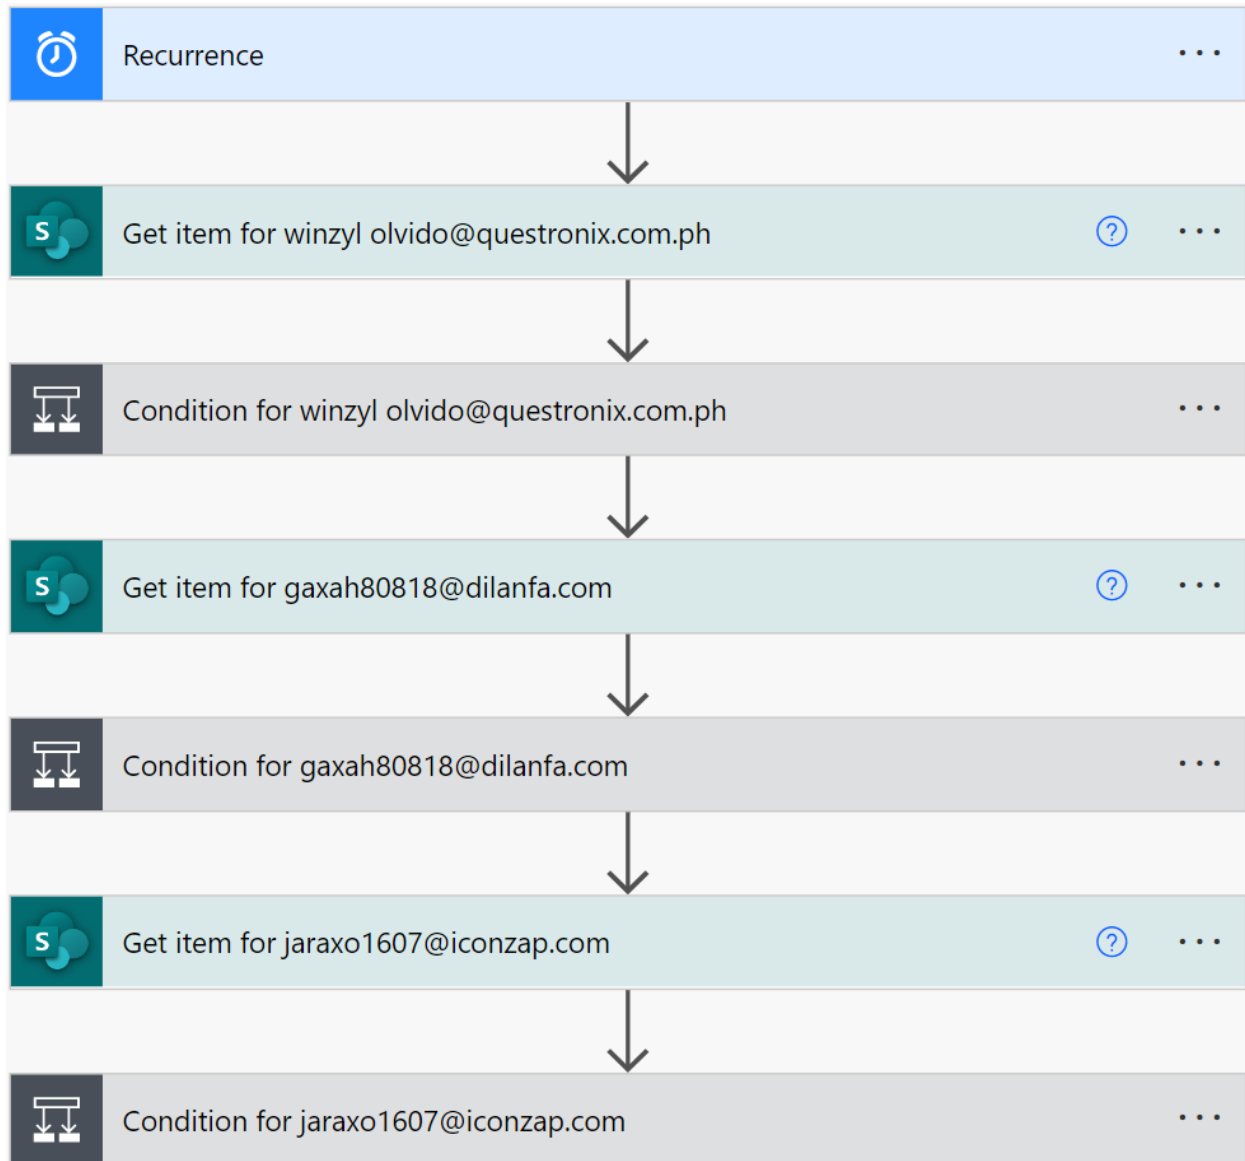 Recurrence
Get item for winzyl olvido@questronix.com.ph
Condition for winzyl olvido@questronix.com.ph
Get item for gaxah80818@dilanfa.com
Condition for gaxah80818@dilanfa.com
Get item for jaraxo1607@iconzap.com
Condition for jaraxo1607@iconzap.com